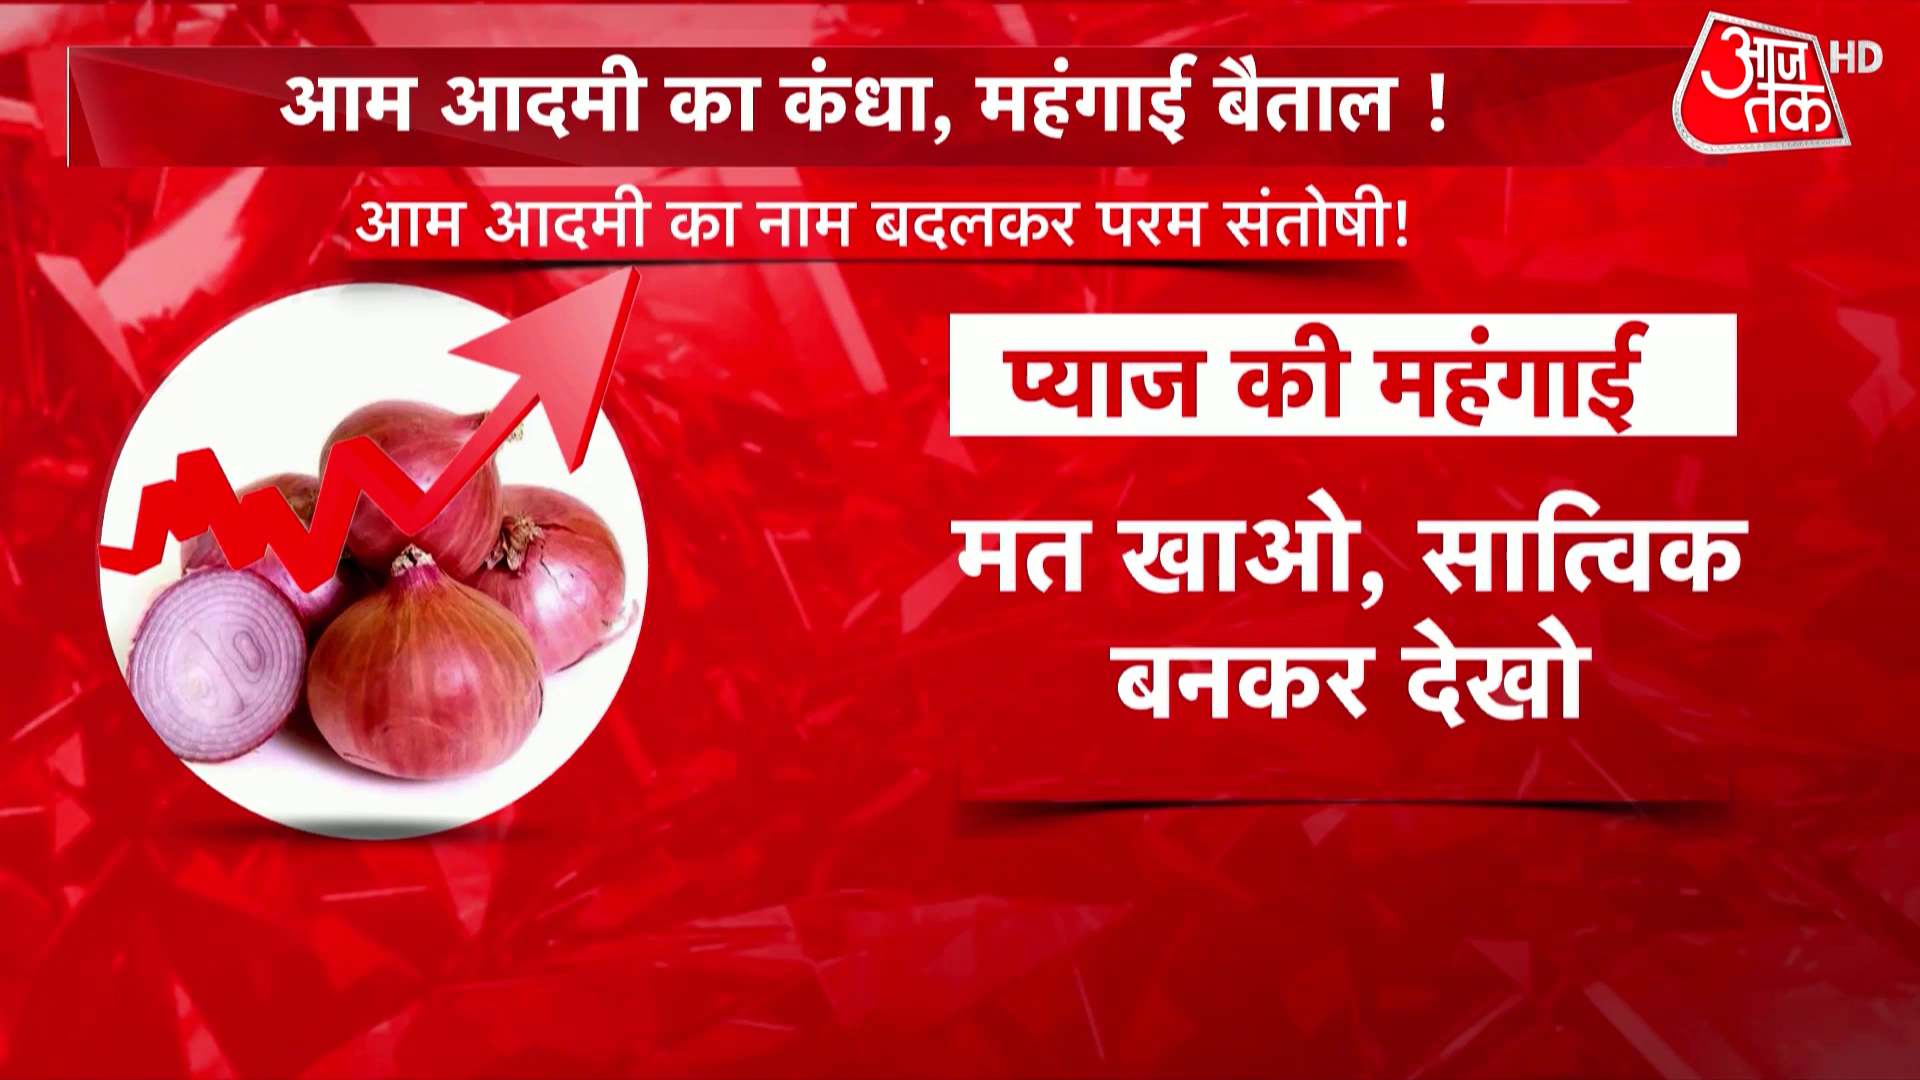 आम आदमी का कंधा, महंगाई बैताल !
आज तक HD
आम आदमी का नाम बदलकर परम संतोषी!
प्याज की महंगाई
मत खाओ, सात्विक
बनकर देखो